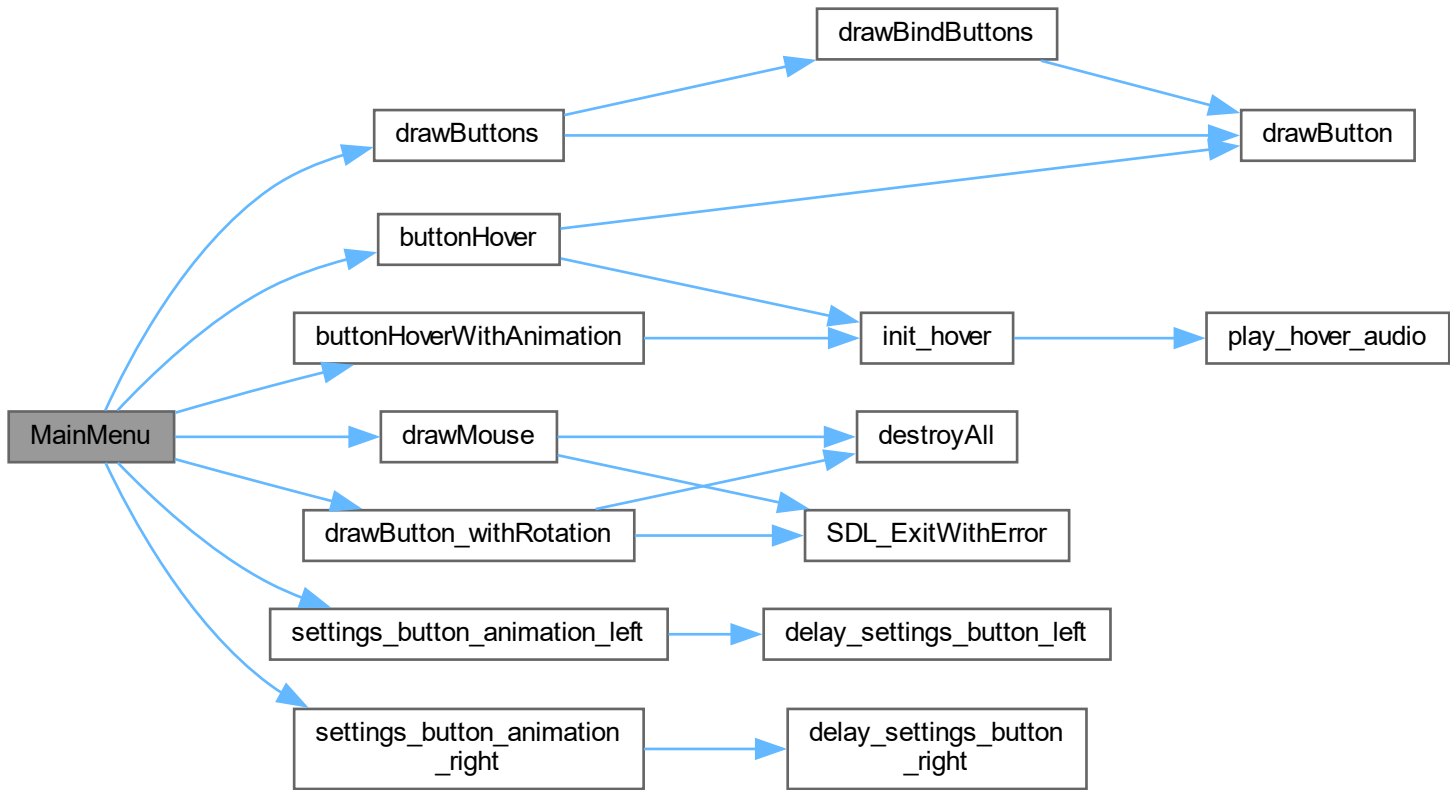 drawBindButtons
drawButtons
drawButton
buttonHover
buttonHoverWithAnimation
init_hover
play_hover_audio
MainMenu
drawMouse
destroyAll
drawButton_withRotation
SDL_ExitWithError
settings_button_animation_left
delay_settings_button_left
settings_button_animation
_right
delay_settings_button
_right